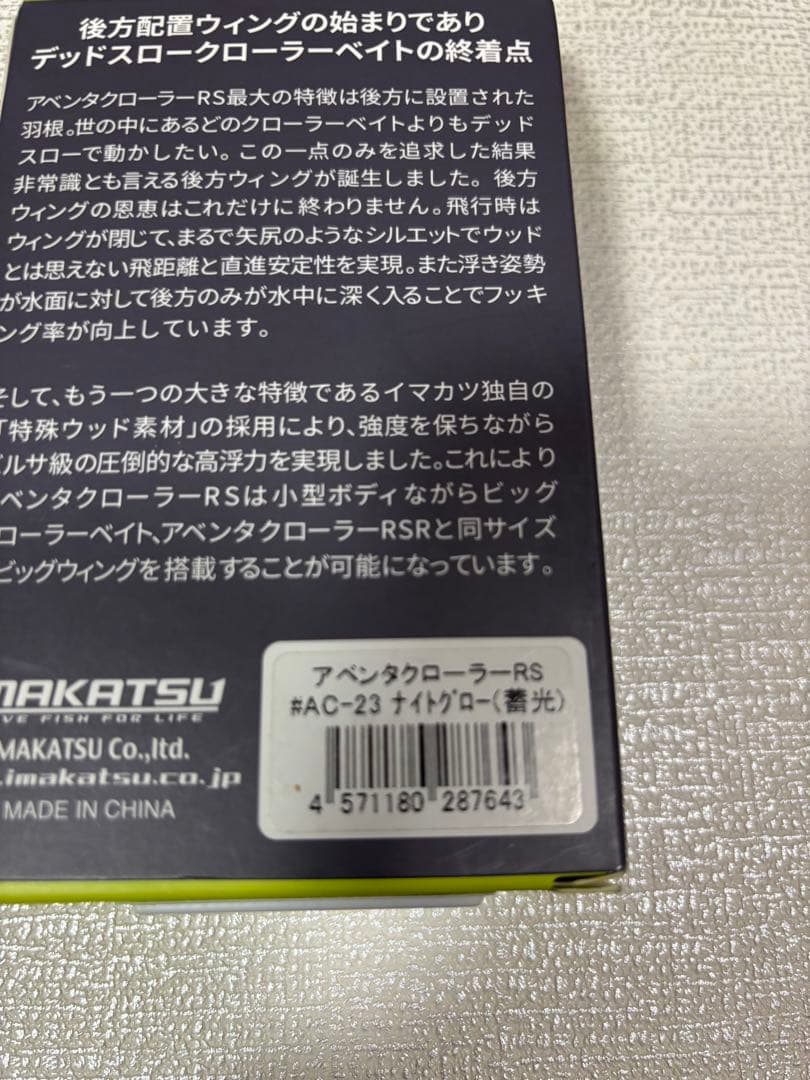 後方配置ウィングの始まりであり
デッドスロークローラーベイトの終着点
アベンタクローラーRS最大の特徴は後方に設置された
羽根。世の中にあるどのクローラーベイトよりもデッド
スローで動かしたい。この一点のみを追求した結果
非常識とも言える後方ウィングが誕生しました。後方
ウィングの恩恵はこれだけに終わりません。飛行時は
ウィングが閉じて、まるで矢尻のようなシルエットでウッド
とは思えない飛距離と直進安定性を実現。また浮き姿勢
が水面に対して後方のみが水中に深く入ることでフッキ
ング率が向上しています。
そして、もう一つの大きな特徴であるイマカツ独自の
「特殊ウッド素材」の採用により、強度を保ちながら
バルサ級の圧倒的な高浮力を実現しました。これにより
ベンタクローラーRSは小型ボディながらビッグ
ローラーベイト、アベンタクローラーRSRと同サイズ
ビッグウィングを搭載することが可能になっています。
MAKATSU
VE FISH FOR LIFE
MAKATSU Co.,ltd.
.imakatsu.co.jp
MADE IN CHINA
アベンタクローラーRS
#AC-23 ナイトグロー(蓄光)
4 571180 287643